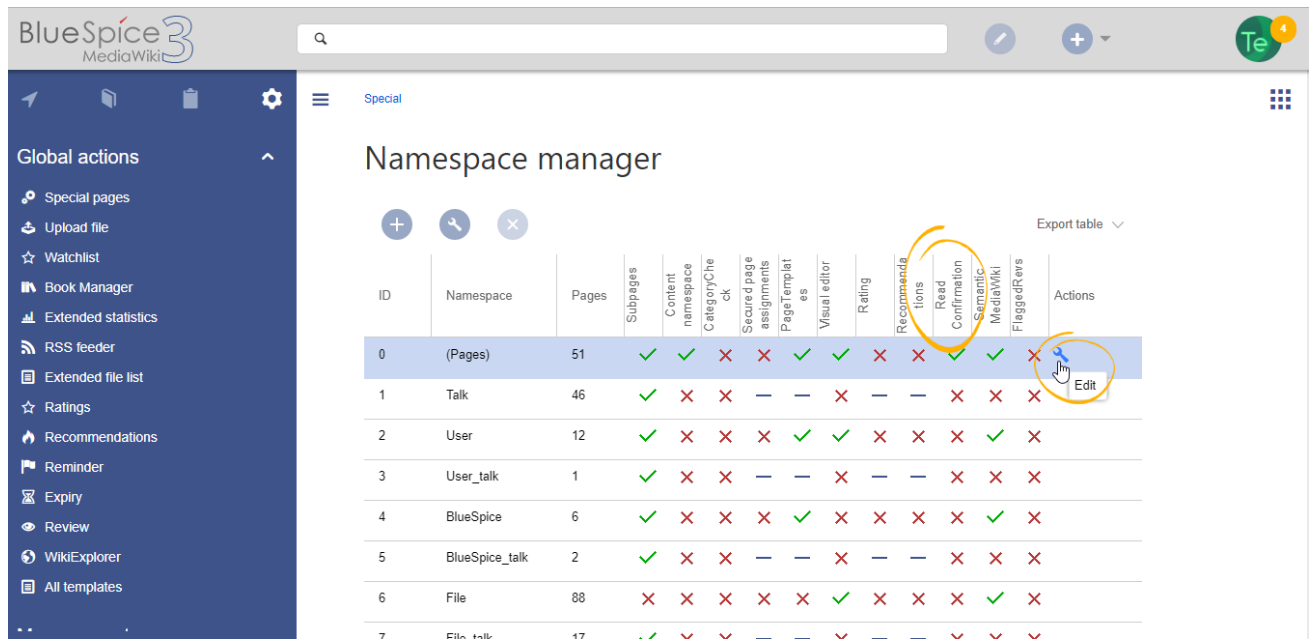 BlueSpice 3
MediaWiki
4
Te
Special
Global actions
Special pages
Upload file
Watchlist
Book Manager
Extended statistics
RSS feeder
Extended file list
Ratings
Recommendations
Reminder
Expiry
Review
WikiExplorer
All templates
Namespace manager
Export table
ID Namespace Pages Subpages Content namespace CategoryCheck Secured page assignments PageTemplates Visual editor Rating Recommendations Read Confirmation Semantic MediaWiki FlaggedRevs Actions
0 (Pages) 51
Edit
1 Talk 46
2 User 12
3 User_talk 1
4 BlueSpice 6
5 BlueSpice_talk 2
6 File 88
7 File_talk 17